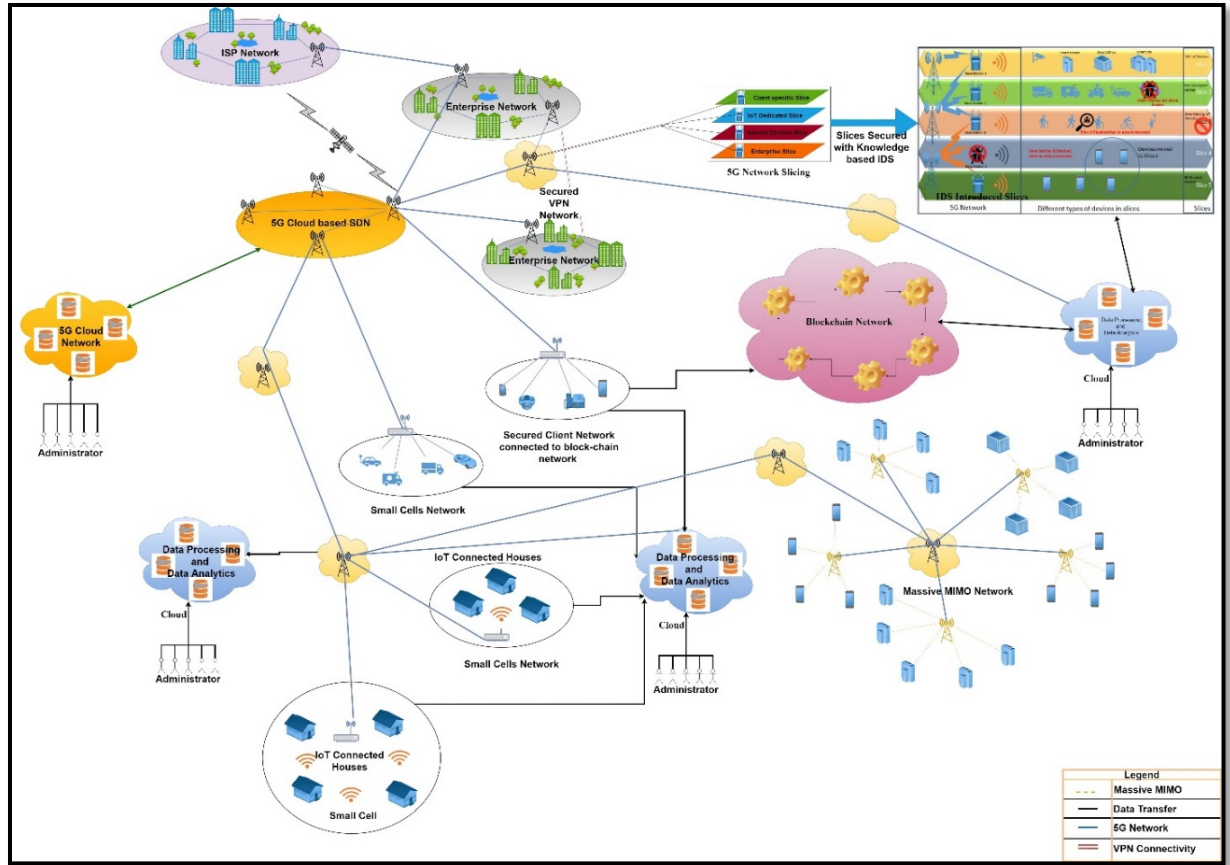 ISP Network
Enterprise Network
Secured
VPN
Network
Enterprise Network
5G Cloud based SDN
5G Cloud
Network
Administrator
Client specific Slice
IoT Dedicated Slice
Enterprise Slice
5G Network Slicing
Slices Secured
with Knowledge
based IDS
IDS Introduced Slices
5G Network
Different types of devices in slices
Slices
Blockchain Network
Data Processing
and
Data Analytics
Cloud
Administrator
Secured Client Network
connected to block-chain
network
Small Cells Network
Data Processing
and
Data Analytics
Cloud
Administrator
IoT Connected Houses
Small Cells Network
Data Processing
and
Data Analytics
Cloud
Administrator
Massive MIMO Network
IoT Connected
Houses
Small Cell
Legend
Massive MIMO
Data Transfer
5G Network
VPN Connectivity